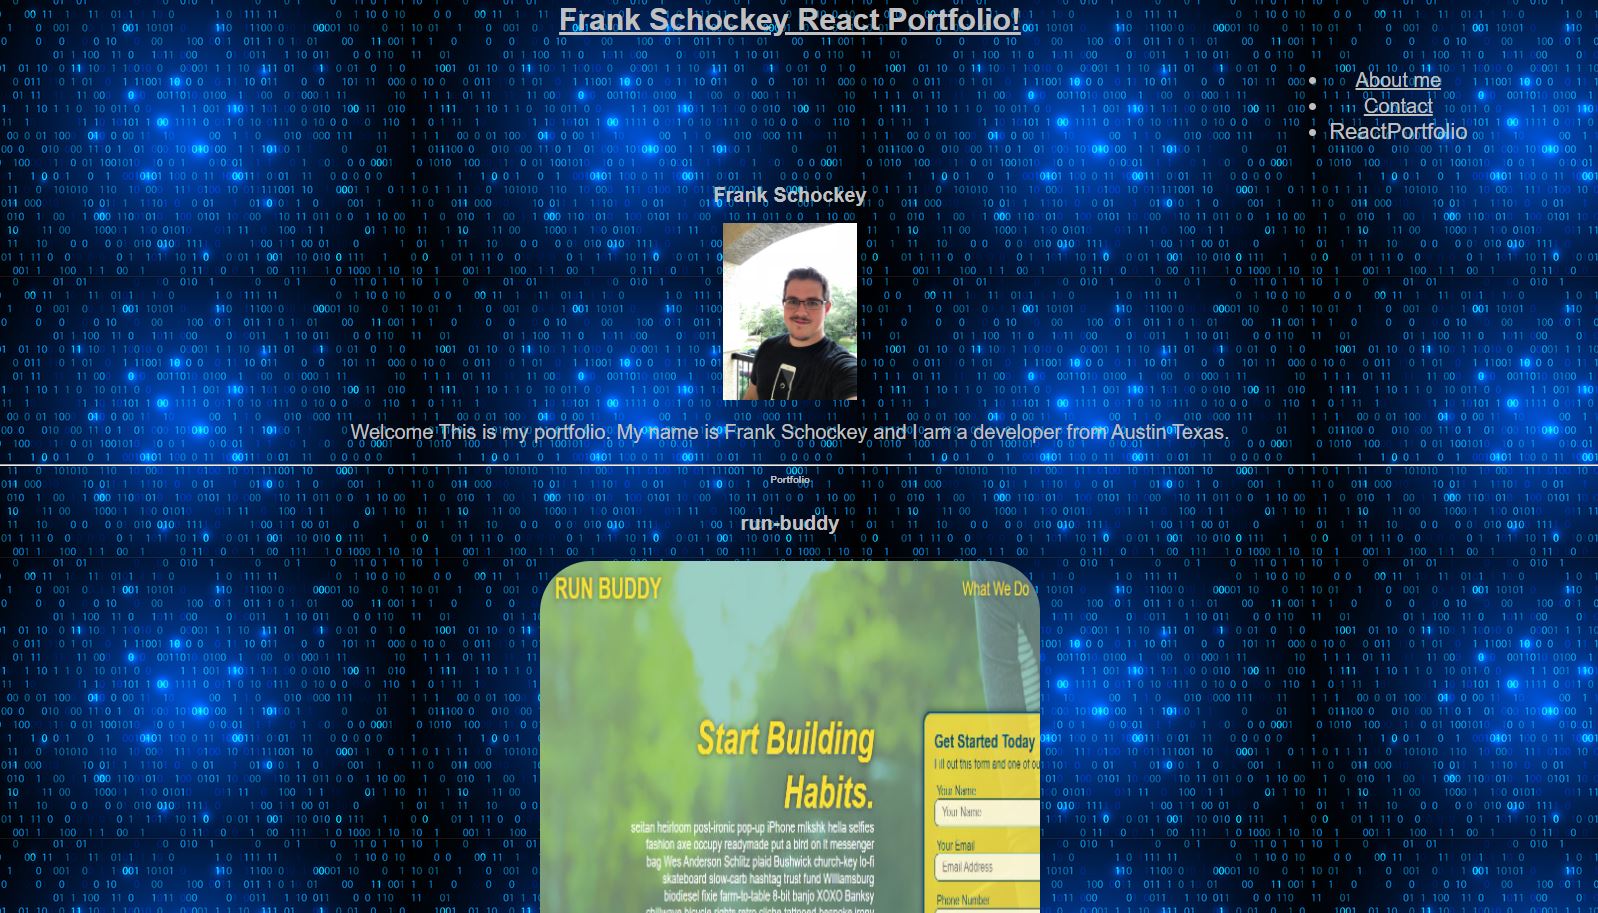 Frank Schockey React Portfolio!
About me
Contact
ReactPortfolio
Frank Schockey
Welcome This is my portfolio. My name is Frank Schockey and I am a developer from Austin Texas.
Portfolio
run-buddy
RUN BUDDY
What We Do
Start Building
Habits.
seitan heirloom post-ironic pop-up iPhone mlkshk hella selfies
fashion axe occupy readymade put a bird on it messenger
bag Wes Anderson Schlitz plaid Bushwick church-key lo-fi
skateboard slow-carb hashtag trust fund Williamsburg
biodiesel fixie farm-to-table 8-bit banjo XOXO Banksy
Get Started Today
Fill out this form and one of
Your Name
Your Name
Your Email
Email Address
Phone Number